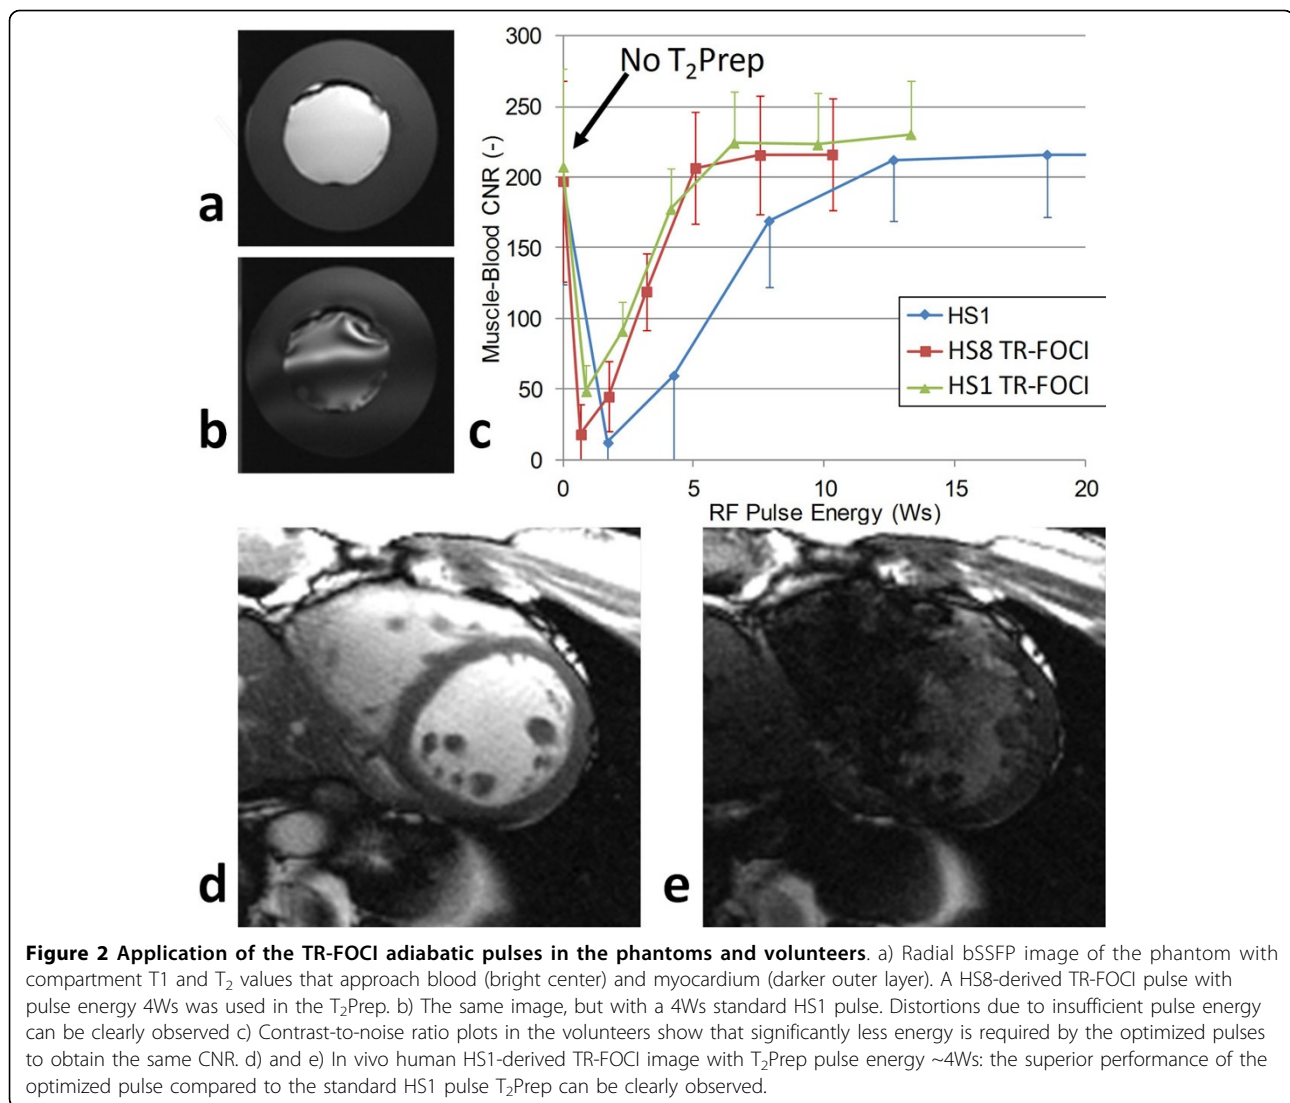 a
b
c
300
250
200
150
100
50
0
Muscle-Blood CNR (-)
No T₂Prep
HS1
HS8 TR-FOCI
HS1 TR-FOCI
0 5 10 15 20
RF Pulse Energy (Ws)
d
e
Figure 2 Application of the TR-FOCI adiabatic pulses in the phantoms and volunteers. a) Radial bSSFP image of the phantom with
compartment T1 and T₂ values that approach blood (bright center) and myocardium (darker outer layer). A HS8-derived TR-FOCI pulse with
pulse energy 4Ws was used in the T₂Prep. b) The same image, but with a 4Ws standard HS1 pulse. Distortions due to insufficient pulse energy
can be clearly observed c) Contrast-to-noise ratio plots in the volunteers show that significantly less energy is required by the optimized pulses
to obtain the same CNR. d) and e) In vivo human HS1-derived TR-FOCI image with T₂Prep pulse energy ~4Ws: the superior performance of the
optimized pulse compared to the standard HS1 pulse T₂Prep can be clearly observed.